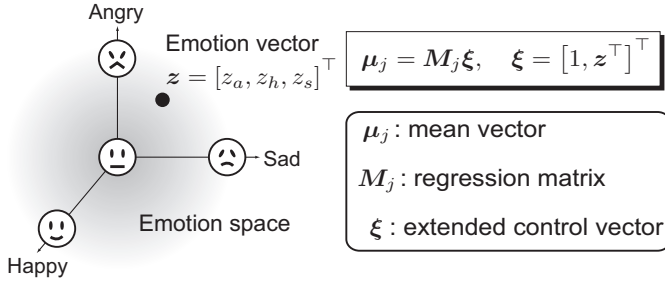 Angry
Emotion vector
z = [z_a, z_h, z_s]^⊤
Sad
Emotion space
Happy
μ_j = M_j ξ, ξ = [1, z^⊤]^⊤
μ_j : mean vector
M_j : regression matrix
ξ : extended control vector